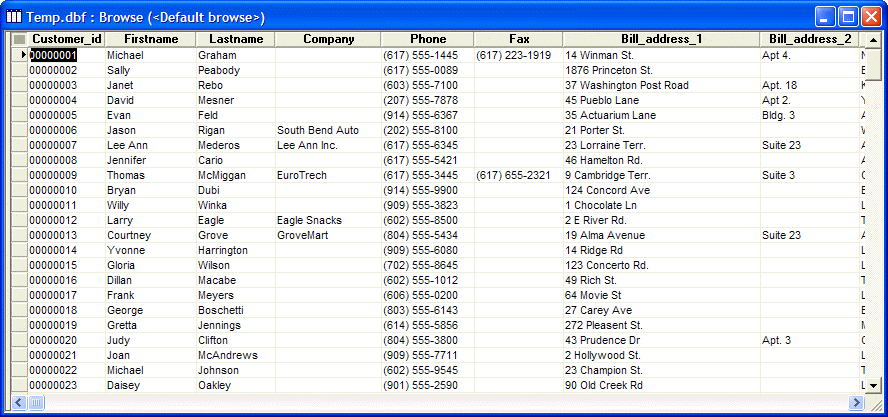 Temp.dbf : Browse (<Default browse>)
Customer_id Firstname Lastname Company Phone Fax Bill_address_1 Bill_address_2
00000001 Michael Graham (617) 555-1445 (617) 223-1919 14 Winman St. Apt 4.
00000002 Sally Peabody (617) 555-0089 1876 Princeton St.
00000003 Janet Rebo (603) 555-7100 37 Washington Post Road Apt. 18 K
00000004 David Mesner (207) 555-7878 45 Pueblo Lane Apt 2. Y
00000005 Evan Feld (914) 555-6367 35 Actuarium Lane Bldg. 3 A
00000006 Jason Rigan South Bend Auto (202) 555-8100 21 Porter St. W
00000007 Lee Ann Mederos Lee Ann Inc. (617) 555-6345 23 Lorraine Terr. Suite 23 A
00000008 Jennifer Cario (617) 555-5421 46 Hamelton Rd. A
00000009 Thomas McMiggan EuroTrech (617) 555-3445 (617) 655-2321 9 Cambridge Terr. Suite 3
00000010 Bryan Dubi (914) 555-9900 124 Concord Ave
00000011 Willy Winka (909) 555-3823 1 Chocolate Ln L
00000012 Larry Eagle Eagle Snacks (602) 555-8500 2 E River Rd. T
00000013 Courtney Grove GroveMart (804) 555-5434 19 Alma Avenue Suite 23 A
00000014 Yvonne Harrington (909) 555-6080 14 Ridge Rd L
00000015 Gloria Wilson (702) 555-8645 123 Concerto Rd. L
00000016 Dillan Macabe (602) 555-1012 49 Rich St. T
00000017 Frank Meyers (606) 555-0200 64 Movie St L
00000018 George Boschetti (803) 555-6143 27 Carey Ave
00000019 Gretta Jennings (614) 555-5856 272 Pleasent St. M
00000020 Judy Clifton (804) 555-3800 43 Prudence Dr Apt. 3
00000021 Joan McAndrews (909) 555-7711 2 Hollywood St. L
00000022 Michael Johnson (602) 555-9545 23 Champion St. T
00000023 Daisey Oakley (901) 555-2590 90 Old Creek Rd L